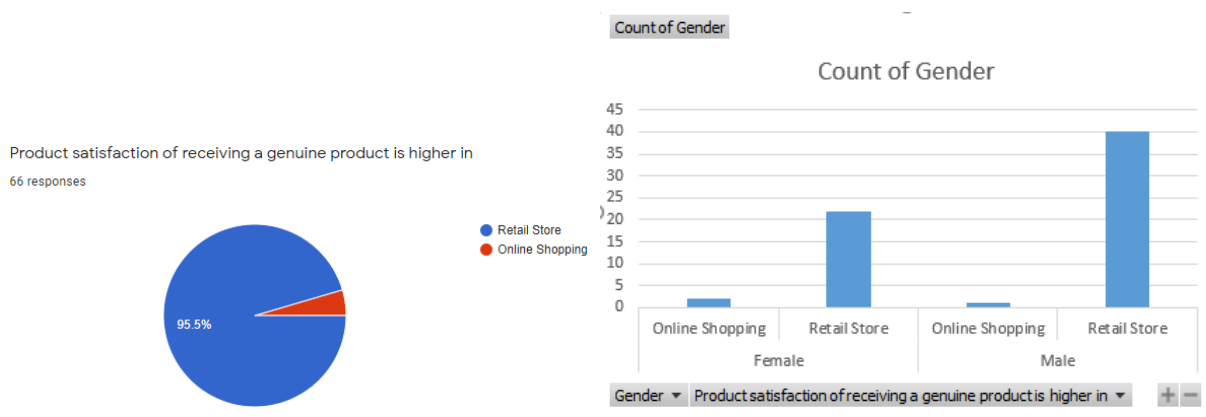 Product satisfaction of receiving a genuine product is higher in
66 responses
Retail Store
Online Shopping
95.5%
Count of Gender
Count of Gender
45
40
35
30
25
20
15
10
5
0
Online Shopping Retail Store Online Shopping Retail Store
Female Male
Gender Product satisfaction of receiving a genuine product is higher in